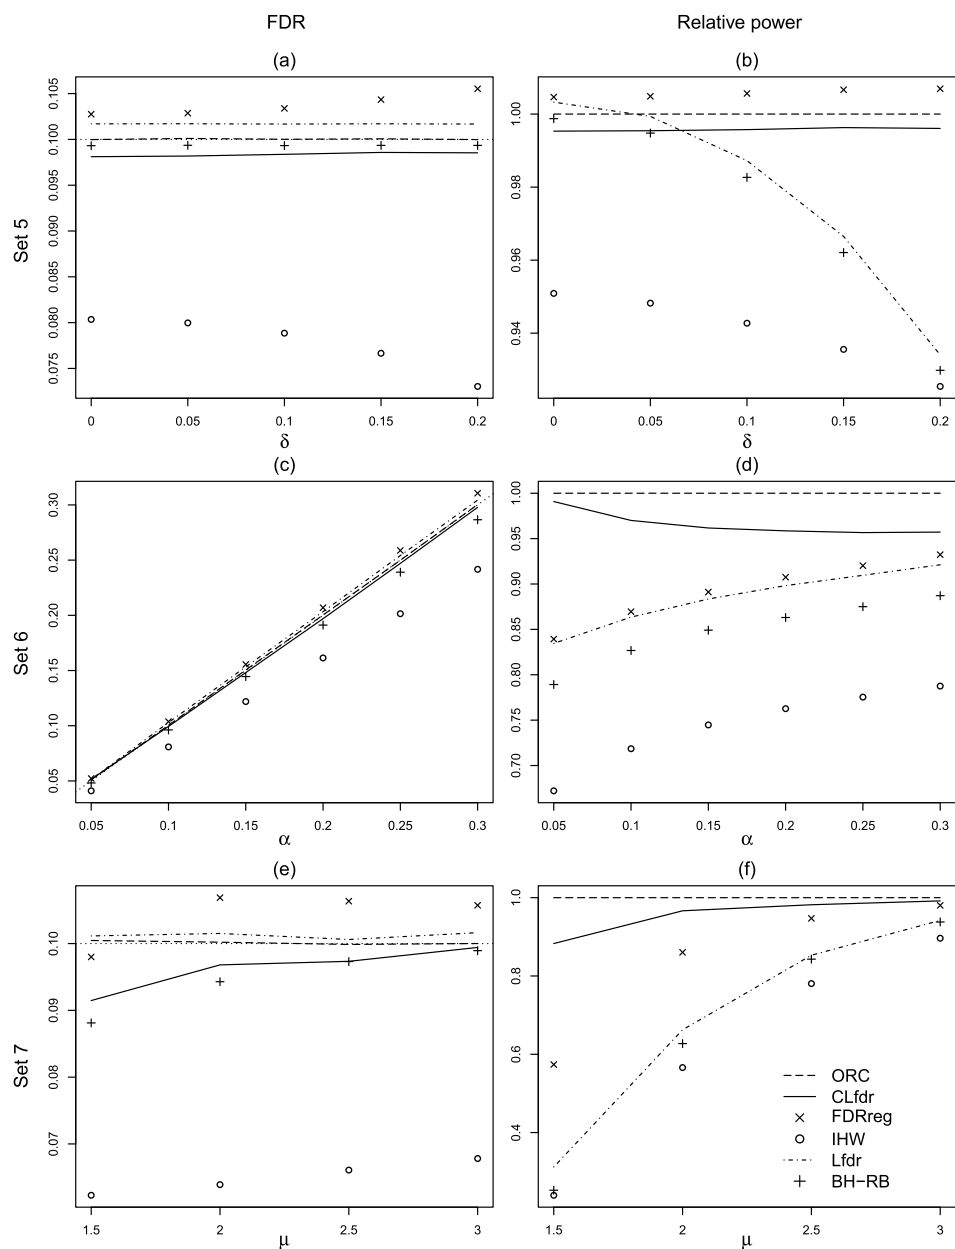 FDR
Relative power
(a)
0.105
0.100
0.095
0.090
0.085
0.080
0.075
Set 5
0
0.05
0.1
0.15
0.2
δ
(b)
1.00
0.98
0.96
0.94
0
0.05
0.1
0.15
0.2
δ
(c)
0.30
0.25
0.20
0.15
0.10
0.05
Set 6
0.05
0.1
0.15
0.2
0.25
0.3
α
(d)
1.00
0.95
0.90
0.85
0.80
0.75
0.70
0.05
0.1
0.15
0.2
0.25
0.3
α
(e)
0.10
0.09
0.08
0.07
Set 7
1.5
2
2.5
3
μ
(f)
1.0
0.8
0.6
0.4
1.5
2
2.5
3
μ
ORC
CLfdr
FDRreg
IHW
Lfdr
BH−RB